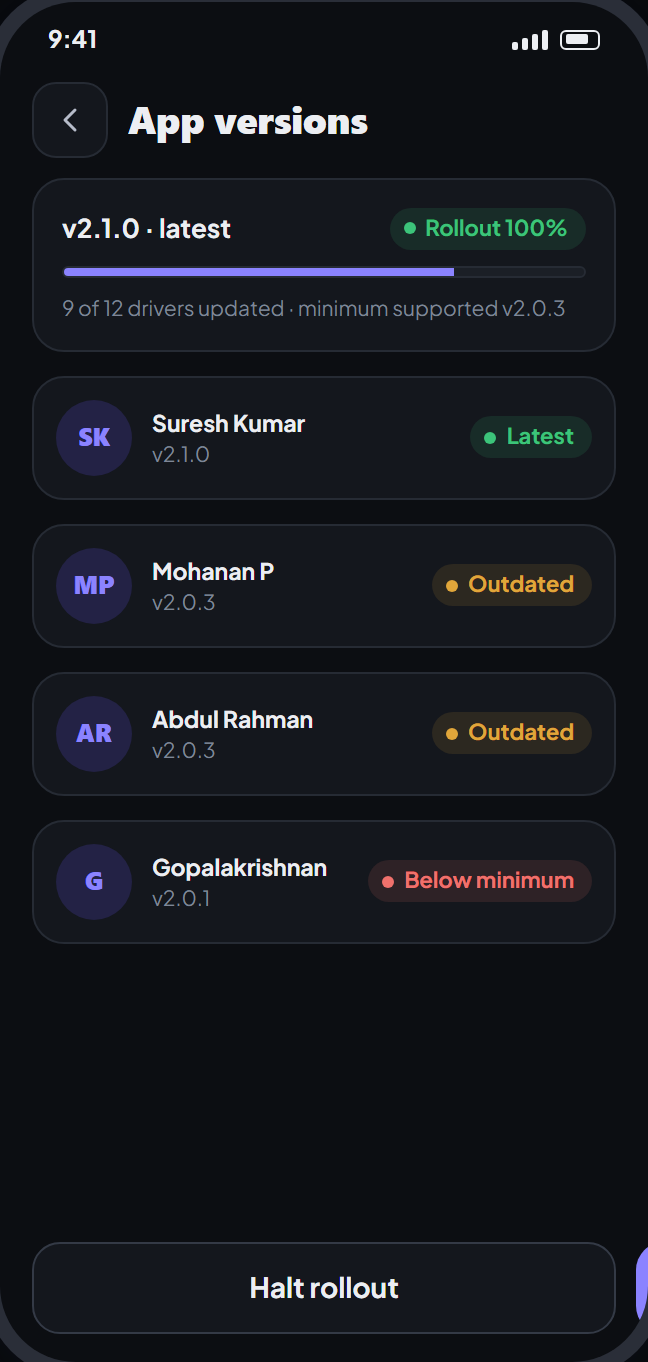 9:41
App versions
v2.1.0 · latest
Rollout 100%
9 of 12 drivers updated · minimum supported v2.0.3
SK
Suresh Kumar
v2.1.0
Latest
MP
Mohanan P
v2.0.3
Outdated
AR
Abdul Rahman
v2.0.3
Outdated
G
Gopalakrishnan
v2.0.1
Below minimum
Halt rollout